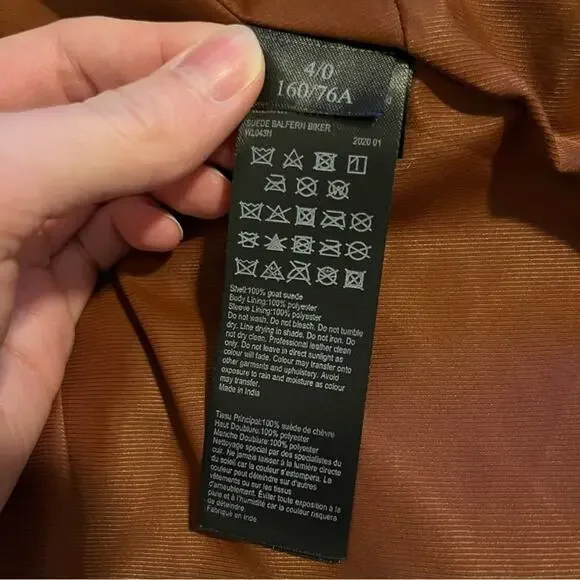 4/0
160/76A
SUEDE BALFERN BIKER
WL043N 2020 01
Shell:100% goat suede
Body Lining:100% polyester
Sleeve Lining:100% polyester
Do not wash. Do not bleach. Do not tumble
dry. Line drying in shade. Do not iron. Do
not dry clean. Professional leather clean
only. Do not leave in direct sunlight as
colour will fade. Colour may transfer onto
other garments and upholstery. Avoid
exposure to rain and moisture as colour
may transfer.
Made in India
Tissu Principal:100% suède de chèvre
Haut Doublure:100% polyester
Manche Doublure:100% polyester
Nettoyage special par des specialistes du
cuir. Ne jamais laisser à la lumière directe
du soleil car la couleur s'estompera. La
couleur peut déteindre sur d'autres
vêtements ou sur les tissus
d'ameublement. Éviter toute exposition à la
pluie et à l'humidité car la couleur risquera
de déteindre.
Fabriqué en Inde